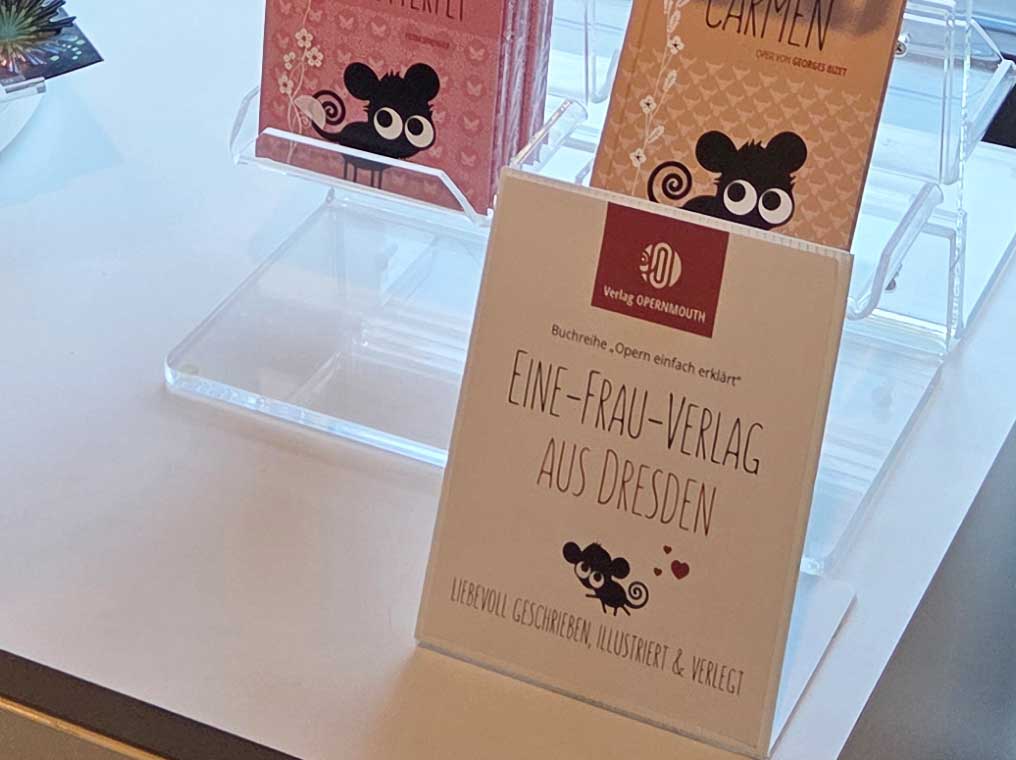 CARMEN
OPER VON GEORGES BIZET
Verlag OPERNMOUTH
Buchreihe „Opern einfach erklärt“
EINE-FRAU-VERLAG
AUS DRESDEN
LIEBEVOLL GESCHRIEBEN, ILLUSTRIERT & VERLEGT